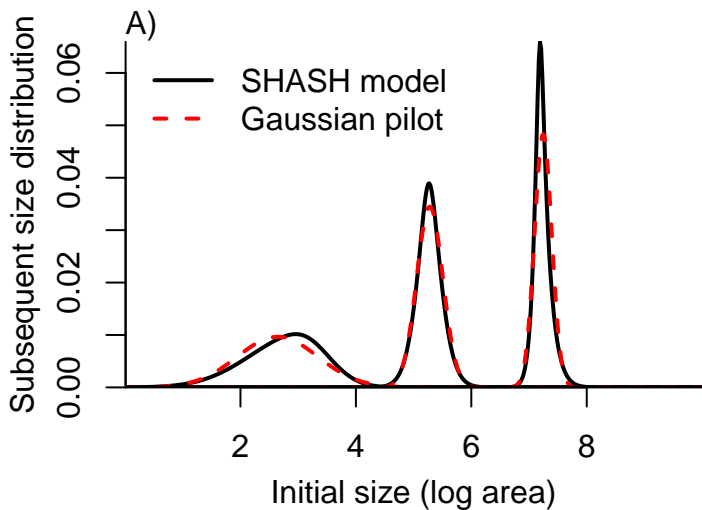 A)
Subsequent size distribution
0.06
0.04
0.02
0.00
SHASH model
Gaussian pilot
2 4 6 8
Initial size (log area)